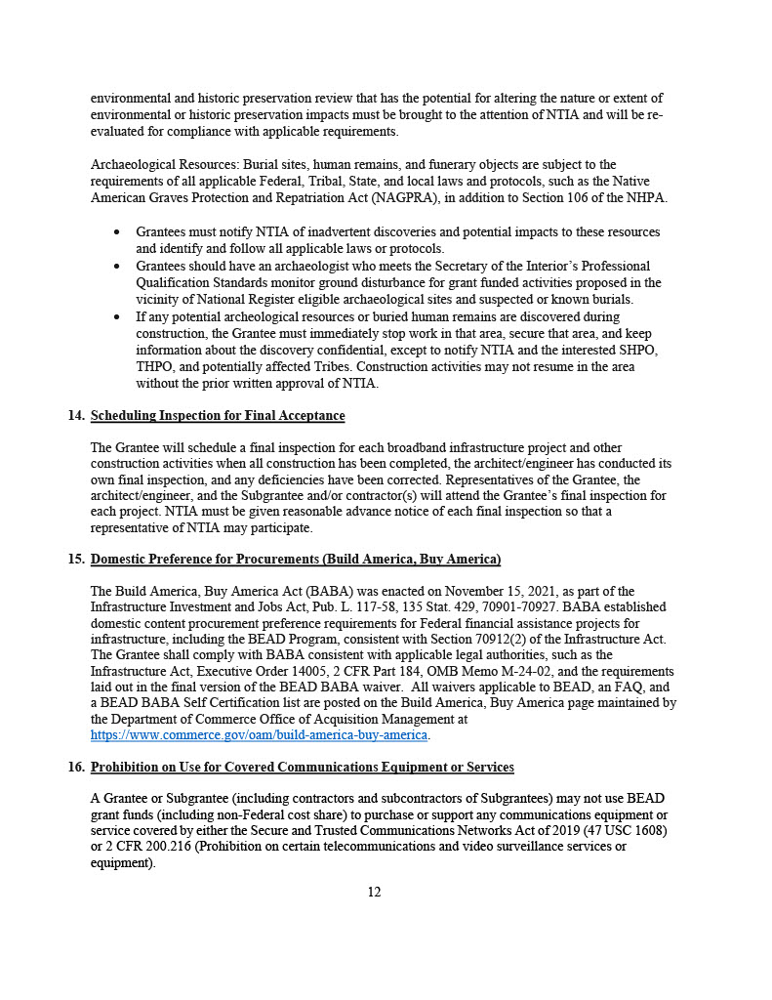 environmental and historic preservation review that has the potential for altering the nature or extent of
environmental or historic preservation impacts must be brought to the attention of NTIA and will be re-
evaluated for compliance with applicable requirements.
Archaeological Resources: Burial sites, human remains, and funerary objects are subject to the
requirements of all applicable Federal, Tribal, State, and local laws and protocols, such as the Native
American Graves Protection and Repatriation Act (NAGPRA), in addition to Section 106 of the NHPA.
• Grantees must notify NTIA of inadvertent discoveries and potential impacts to these resources
and identify and follow all applicable laws or protocols.
• Grantees should have an archaeologist who meets the Secretary of the Interior’s Professional
Qualification Standards monitor ground disturbance for grant funded activities proposed in the
vicinity of National Register eligible archaeological sites and suspected or known burials.
• If any potential archeological resources or buried human remains are discovered during
construction, the Grantee must immediately stop work in that area, secure that area, and keep
information about the discovery confidential, except to notify NTIA and the interested SHPO,
THPO, and potentially affected Tribes. Construction activities may not resume in the area
without the prior written approval of NTIA.
14. Scheduling Inspection for Final Acceptance
The Grantee will schedule a final inspection for each broadband infrastructure project and other
construction activities when all construction has been completed, the architect/engineer has conducted its
own final inspection, and any deficiencies have been corrected. Representatives of the Grantee, the
architect/engineer, and the Subgrantee and/or contractor(s) will attend the Grantee’s final inspection for
each project. NTIA must be given reasonable advance notice of each final inspection so that a
representative of NTIA may participate.
15. Domestic Preference for Procurements (Build America, Buy America)
The Build America, Buy America Act (BABA) was enacted on November 15, 2021, as part of the
Infrastructure Investment and Jobs Act, Pub. L. 117-58, 135 Stat. 429, 70901-70927. BABA established
domestic content procurement preference requirements for Federal financial assistance projects for
infrastructure, including the BEAD Program, consistent with Section 70912(2) of the Infrastructure Act.
The Grantee shall comply with BABA consistent with applicable legal authorities, such as the
Infrastructure Act, Executive Order 14005, 2 CFR Part 184, OMB Memo M-24-02, and the requirements
laid out in the final version of the BEAD BABA waiver. All waivers applicable to BEAD, an FAQ, and
a BEAD BABA Self Certification list are posted on the Build America, Buy America page maintained by
the Department of Commerce Office of Acquisition Management at
https://www.commerce.gov/oam/build-america-buy-america.
16. Prohibition on Use for Covered Communications Equipment or Services
A Grantee or Subgrantee (including contractors and subcontractors of Subgrantees) may not use BEAD
grant funds (including non-Federal cost share) to purchase or support any communications equipment or
service covered by either the Secure and Trusted Communications Networks Act of 2019 (47 USC 1608)
or 2 CFR 200.216 (Prohibition on certain telecommunications and video surveillance services or
equipment).
12